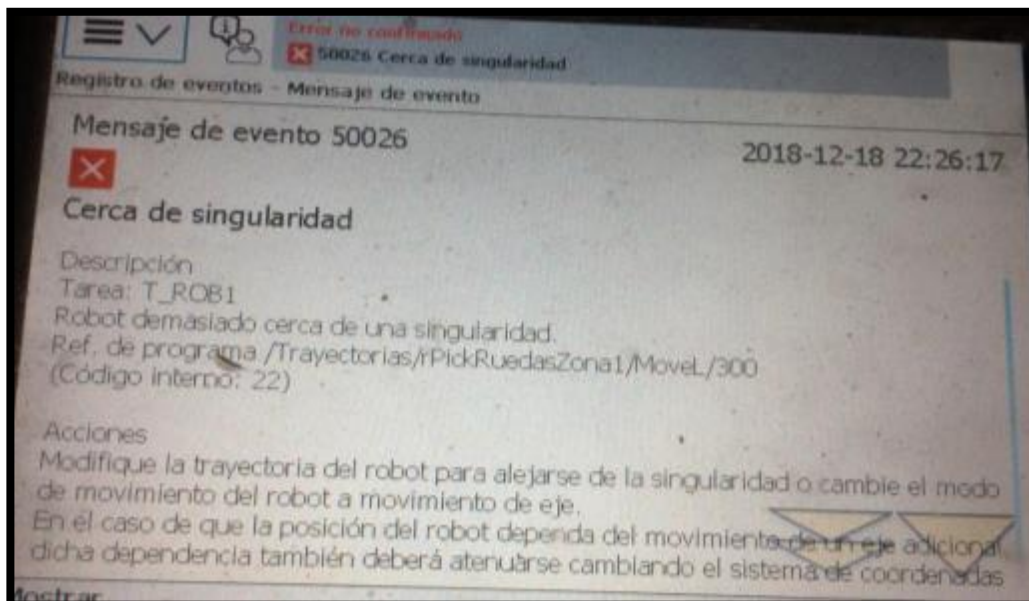 Error no confirmado
50026 Cerca de singularidad
Registro de eventos - Mensaje de evento
Mensaje de evento 50026
2018-12-18 22:26:17
Cerca de singularidad
Descripción
Tarea: T_ROB1
Robot demasiado cerca de una singularidad.
Ref. de programa /Trayectorias/rPickRuedasZona1/MoveL/300
(Código interno: 22)
Acciones
Modifique la trayectoria del robot para alejarse de la singularidad o cambie el modo
de movimiento del robot a movimiento de eje.
En el caso de que la posición del robot dependa del movimiento de un eje adicional,
dicha dependencia también deberá atenuarse cambiando el sistema de coordenadas
Mostrar